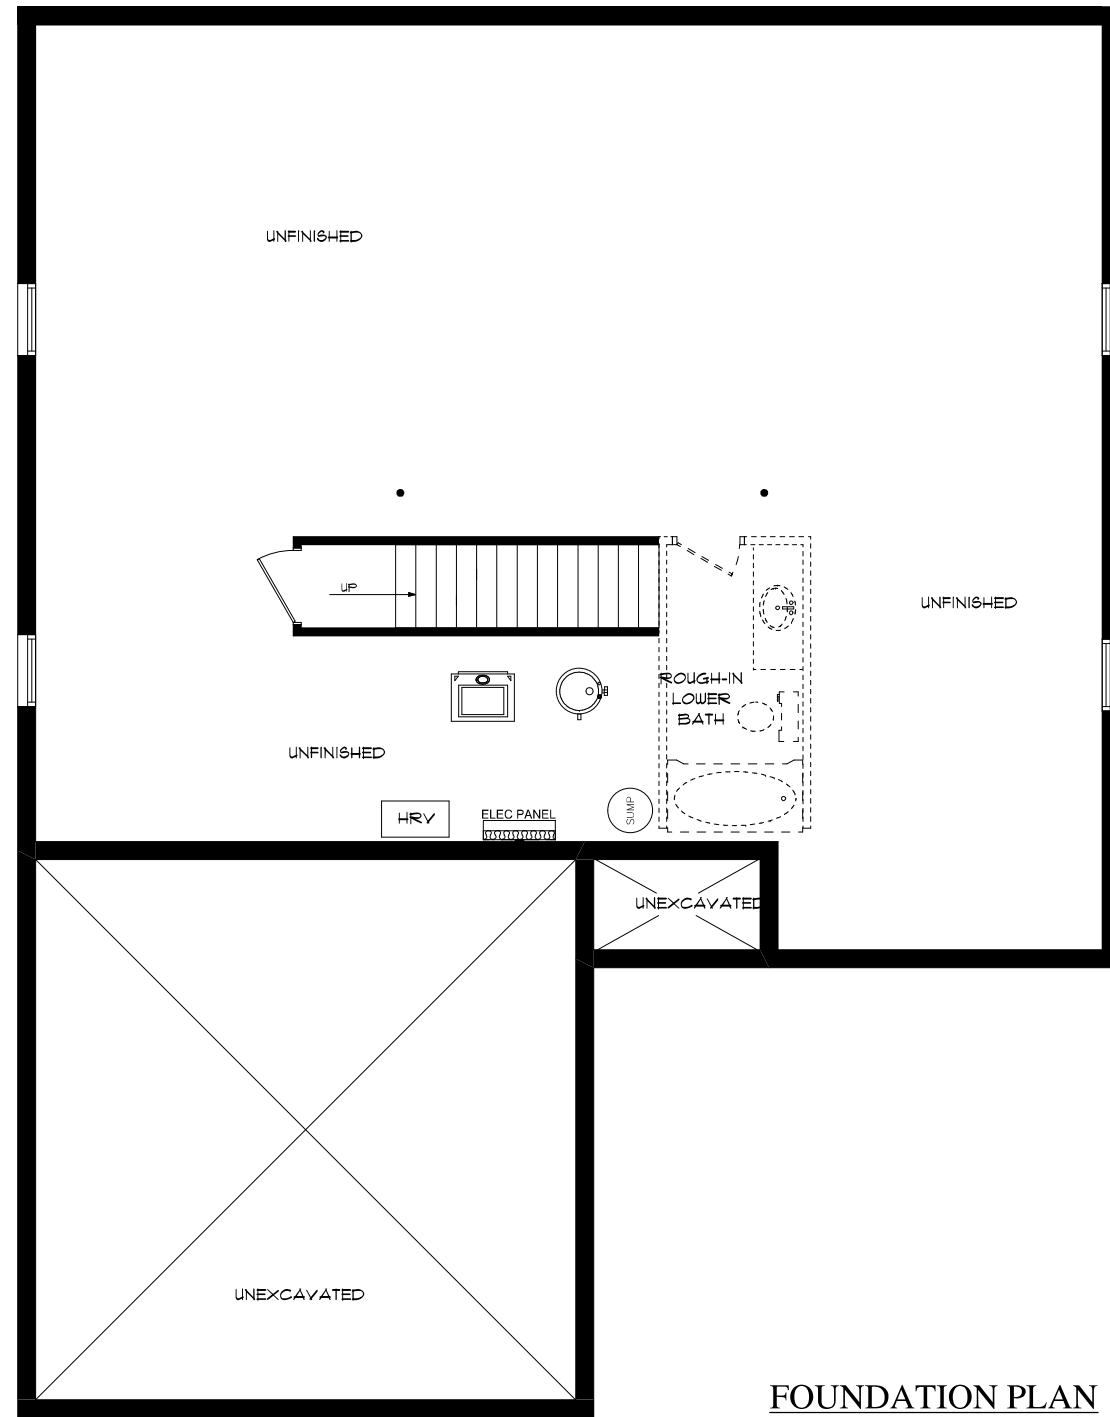 UNFINISHED
UP
UNFINISHED
ROUGH-IN
LOWER
BATH
UNFINISHED
HRV
ELEC PANEL
SUMP
UNEXCAVATED
UNEXCAVATED
FOUNDATION PLAN